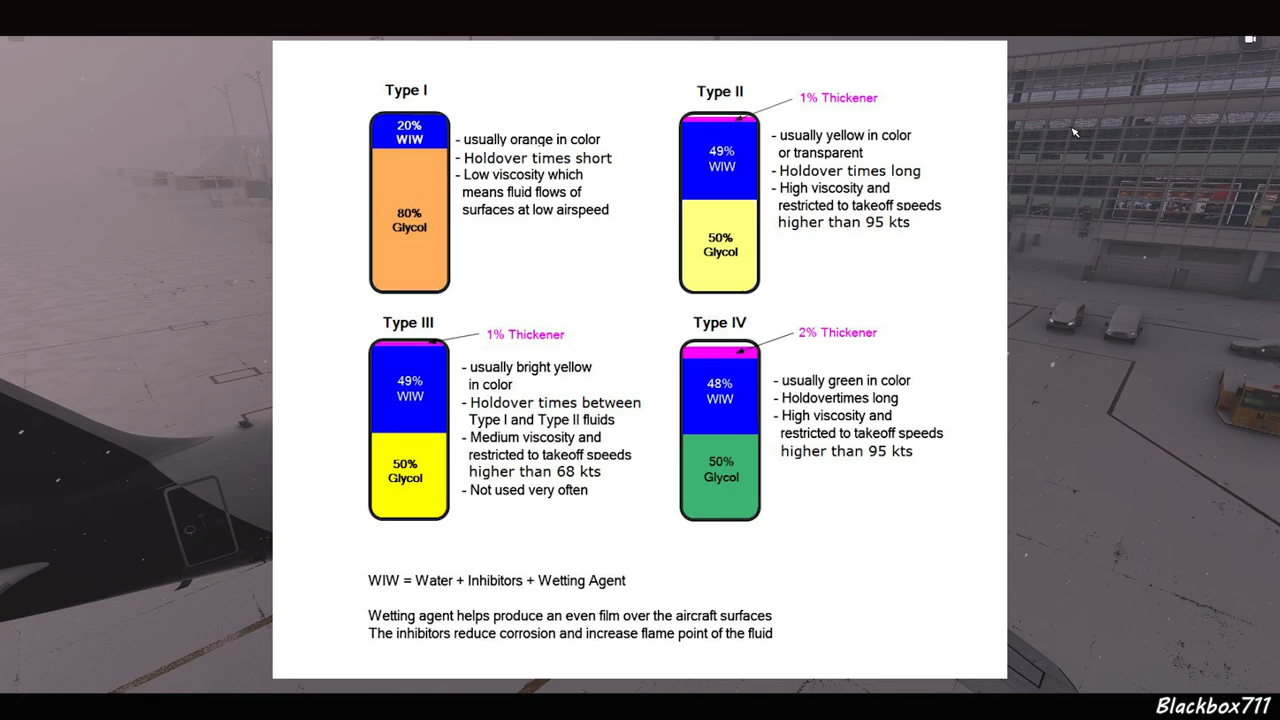 Type I
20%
WIW
80%
Glycol
- usually orange in color
- Holdover times short
- Low viscosity which
means fluid flows of
surfaces at low airspeed
Type II
1% Thickener
49%
WIW
50%
Glycol
- usually yellow in color
or transparent
- Holdover times long
- High viscosity and
restricted to takeoff speeds
higher than 95 kts
Type III
1% Thickener
49%
WIW
50%
Glycol
- usually bright yellow
in color
- Holdover times between
Type I and Type II fluids
- Medium viscosity and
restricted to takeoff speeds
higher than 68 kts
- Not used very often
Type IV
2% Thickener
48%
WIW
50%
Glycol
- usually green in color
- Holdovertimes long
- High viscosity and
restricted to takeoff speeds
higher than 95 kts
WIW = Water + Inhibitors + Wetting Agent
Wetting agent helps produce an even film over the aircraft surfaces
The inhibitors reduce corrosion and increase flame point of the fluid
Blackbox711